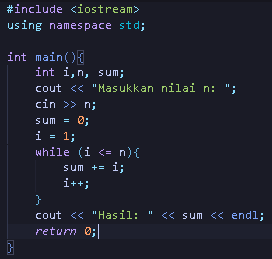 #include <iostream>
using namespace std;

int main(){
    int i,n, sum;
    cout << "Masukkan nilai n: ";
    cin >> n;
    sum = 0;
    i = 1;
    while (i <= n){
        sum += i;
        i++;
    }
    cout << "Hasil: " << sum << endl;
    return 0;
}